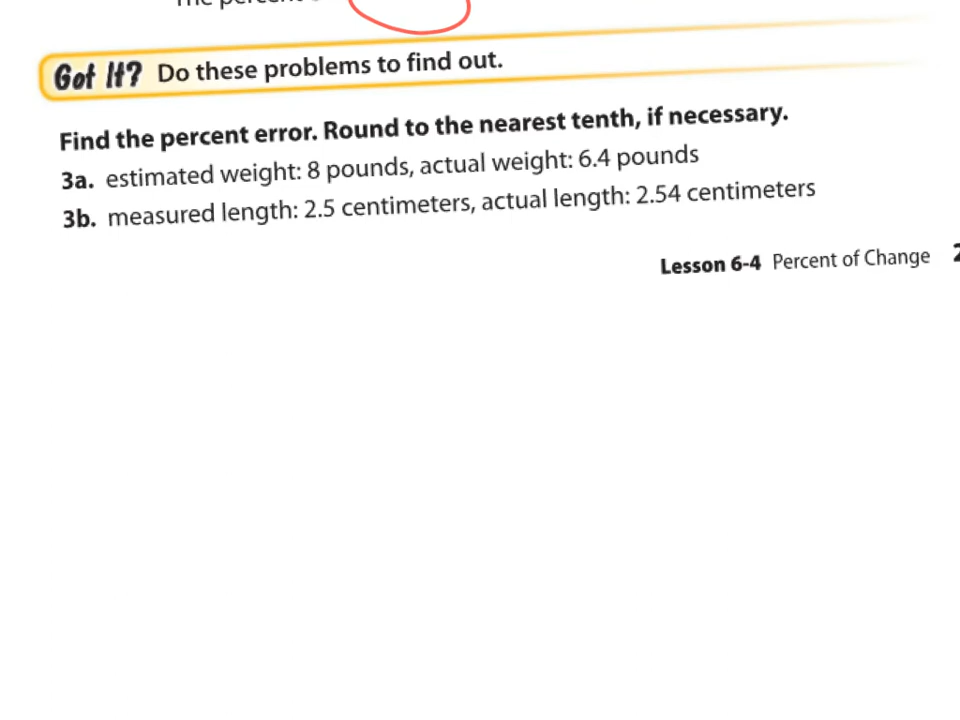 The percent
Got It? Do these problems to find out.
Find the percent error. Round to the nearest tenth, if necessary.
3a. estimated weight: 8 pounds, actual weight: 6.4 pounds
3b. measured length: 2.5 centimeters, actual length: 2.54 centimeters
Lesson 6-4 Percent of Change